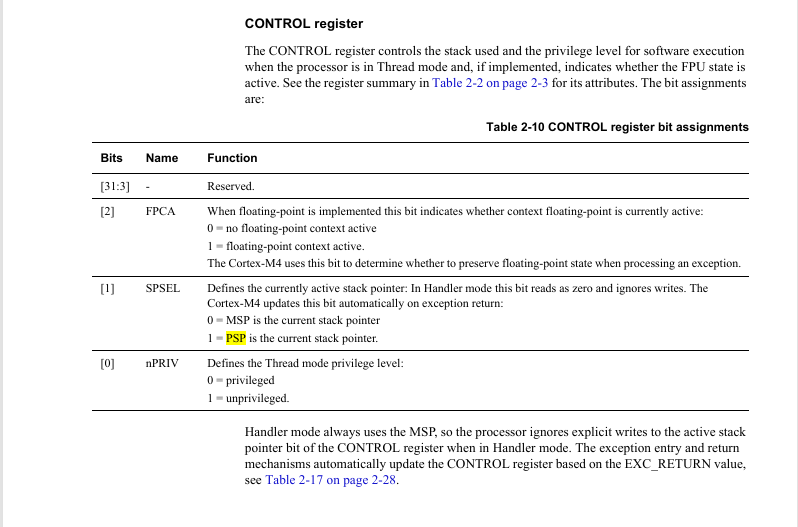 CONTROL register
The CONTROL register controls the stack used and the privilege level for software execution
when the processor is in Thread mode and, if implemented, indicates whether the FPU state is
active. See the register summary in Table 2-2 on page 2-3 for its attributes. The bit assignments
are:
Table 2-10 CONTROL register bit assignments
Bits Name Function
[31:3] - Reserved.
[2] FPCA When floating-point is implemented this bit indicates whether context floating-point is currently active:
0 = no floating-point context active
1 = floating-point context active.
The Cortex-M4 uses this bit to determine whether to preserve floating-point state when processing an exception.
[1] SPSEL Defines the currently active stack pointer: In Handler mode this bit reads as zero and ignores writes. The
Cortex-M4 updates this bit automatically on exception return:
0 = MSP is the current stack pointer
1 = PSP is the current stack pointer.
[0] nPRIV Defines the Thread mode privilege level:
0 = privileged
1 = unprivileged.
Handler mode always uses the MSP, so the processor ignores explicit writes to the active stack
pointer bit of the CONTROL register when in Handler mode. The exception entry and return
mechanisms automatically update the CONTROL register based on the EXC_RETURN value,
see Table 2-17 on page 2-28.